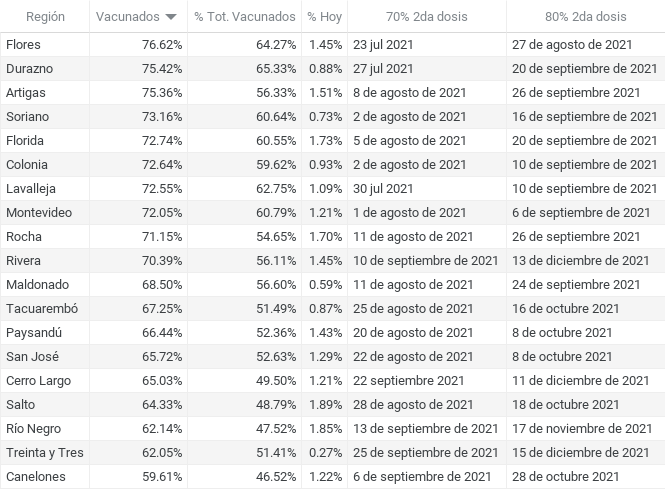 Región Vacunados % Tot. Vacunados % Hoy 70% 2da dosis 80% 2da dosis
Flores 76.62% 64.27% 1.45% 23 jul 2021 27 de agosto de 2021
Durazno 75.42% 65.33% 0.88% 27 jul 2021 20 de septiembre de 2021
Artigas 75.36% 56.33% 1.51% 8 de agosto de 2021 26 de septiembre de 2021
Soriano 73.16% 60.64% 0.73% 2 de agosto de 2021 16 de septiembre de 2021
Florida 72.74% 60.55% 1.73% 5 de agosto de 2021 20 de septiembre de 2021
Colonia 72.64% 59.62% 0.93% 2 de agosto de 2021 10 de septiembre de 2021
Lavalleja 72.55% 62.75% 1.09% 30 jul 2021 10 de septiembre de 2021
Montevideo 72.05% 60.79% 1.21% 1 de agosto de 2021 6 de septiembre de 2021
Rocha 71.15% 54.65% 1.70% 11 de agosto de 2021 26 de septiembre de 2021
Rivera 70.39% 56.11% 1.45% 10 de septiembre de 2021 13 de diciembre de 2021
Maldonado 68.50% 56.60% 0.59% 11 de agosto de 2021 24 de septiembre de 2021
Tacuarembó 67.25% 51.49% 0.87% 25 de agosto de 2021 16 de octubre 2021
Paysandú 66.44% 52.36% 1.43% 20 de agosto de 2021 8 de octubre 2021
San José 65.72% 52.63% 1.29% 22 de agosto de 2021 8 de octubre 2021
Cerro Largo 65.03% 49.50% 1.21% 22 septiembre 2021 11 de diciembre de 2021
Salto 64.33% 48.79% 1.89% 28 de agosto de 2021 18 de octubre 2021
Río Negro 62.14% 47.52% 1.85% 13 de septiembre de 2021 17 de noviembre de 2021
Treinta y Tres 62.05% 51.41% 0.27% 25 de septiembre de 2021 15 de diciembre de 2021
Canelones 59.61% 46.52% 1.22% 6 de septiembre de 2021 28 de octubre 2021